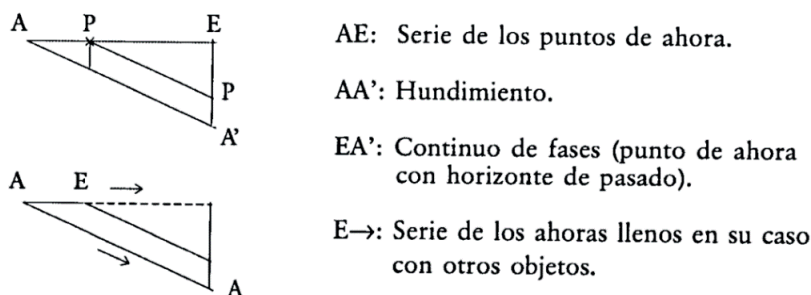 A P E
P
A'
A E
A
AE: Serie de los puntos de ahora.
AA': Hundimiento.
EA': Continuo de fases (punto de ahora
con horizonte de pasado).
E→: Serie de los ahoras llenos en su caso
con otros objetos.